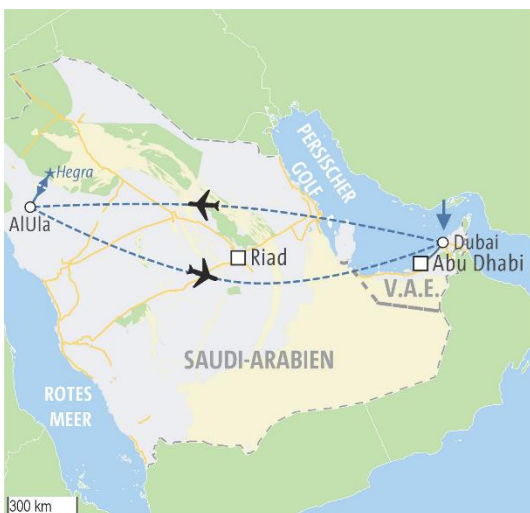 PERSISCHER
GOLF
Hegra
AlUla
Dubai
Riad
Abu Dhabi
V.A.E.
SAUDI-ARABIEN
ROTES
MEER
300 km